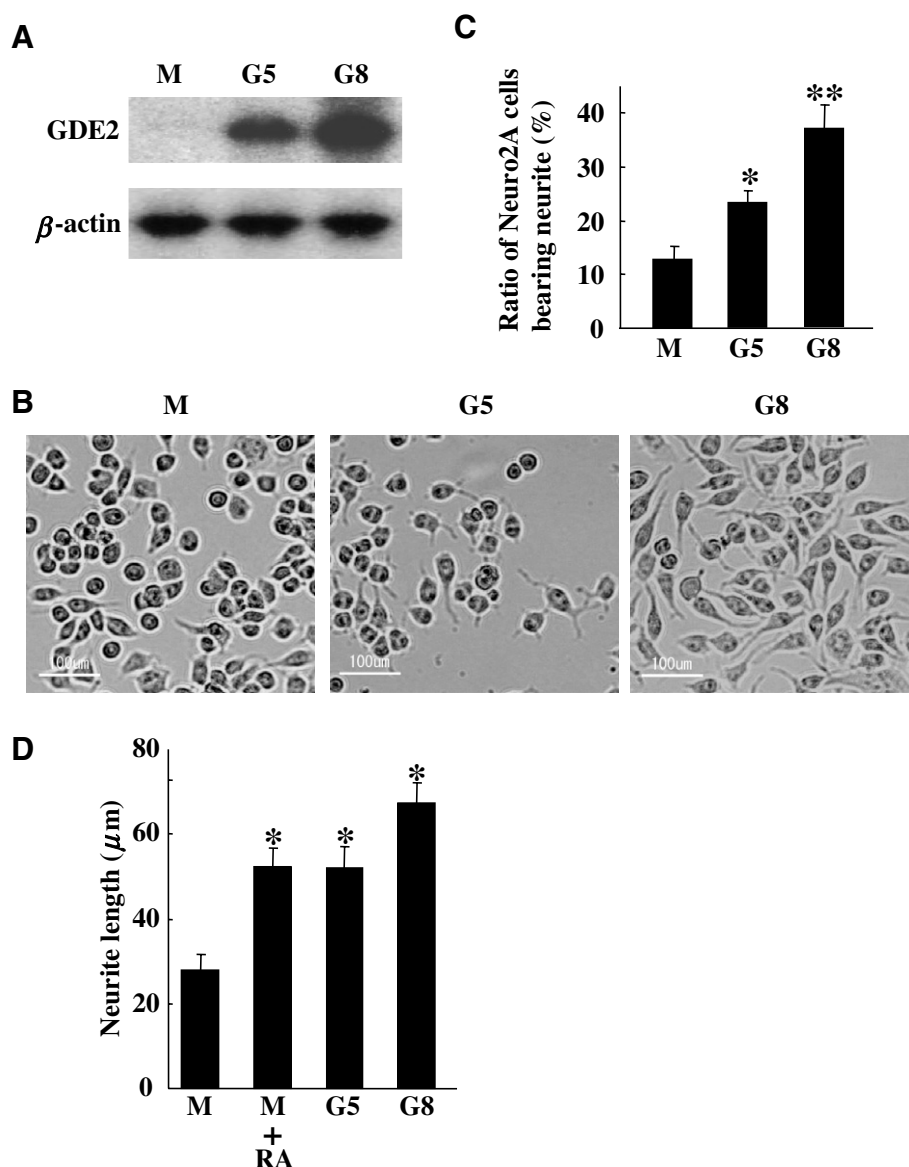 A
M G5 G8
GDE2
β-actin
C
Ratio of Neuro2A cells
bearing neurite (%)
40
30
20
10
0
*
**
M G5 G8
B
M G5 G8
100um
100um
100um
D
Neurite length (μm)
80
60
40
20
0
*
*
*
M M G5 G8
+
RA